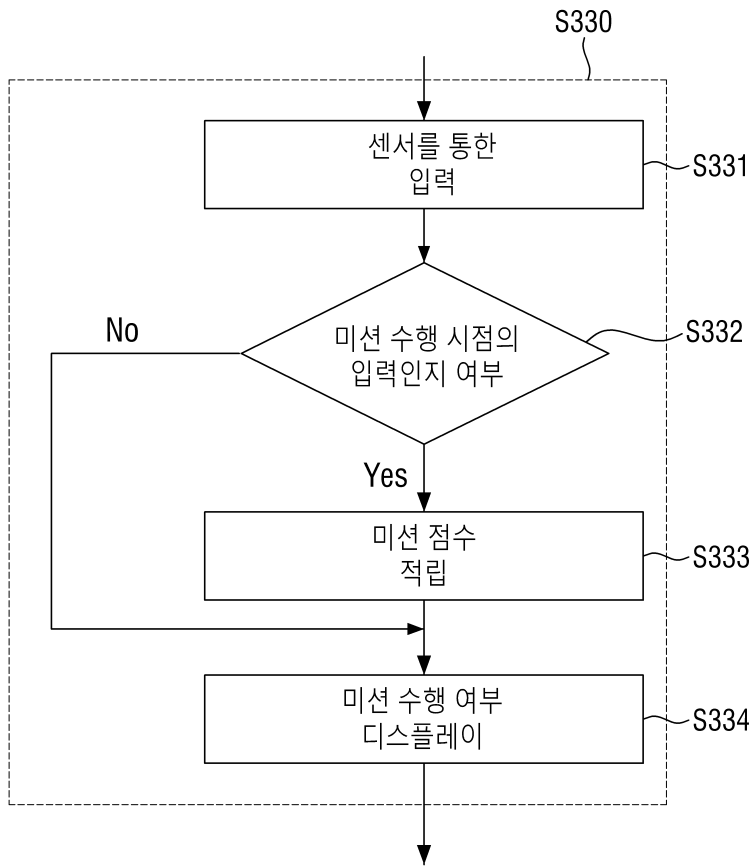 S330
센서를 통한
입력
S331
미션 수행 시점의
입력인지 여부
S332
No
Yes
미션 점수
적립
S333
미션 수행 여부
디스플레이
S334